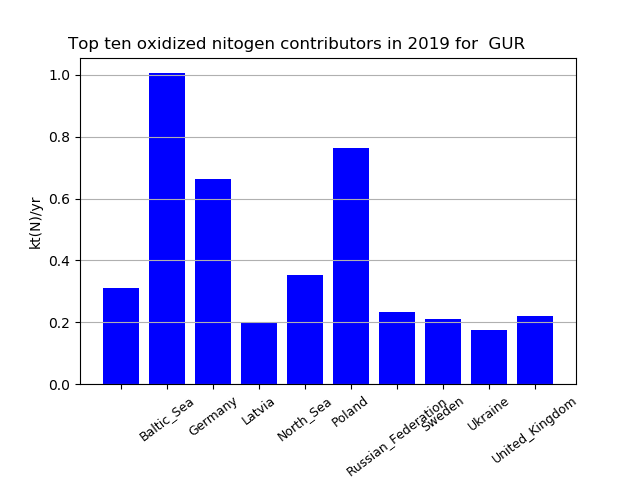 Top ten oxidized nitogen contributors in 2019 for  GUR
kt(N)/yr
1.0
0.8
0.6
0.4
0.2
0.0
Baltic_Sea
Germany
Latvia
North_Sea
Poland
Russian_Federation
Sweden
Ukraine
United_Kingdom